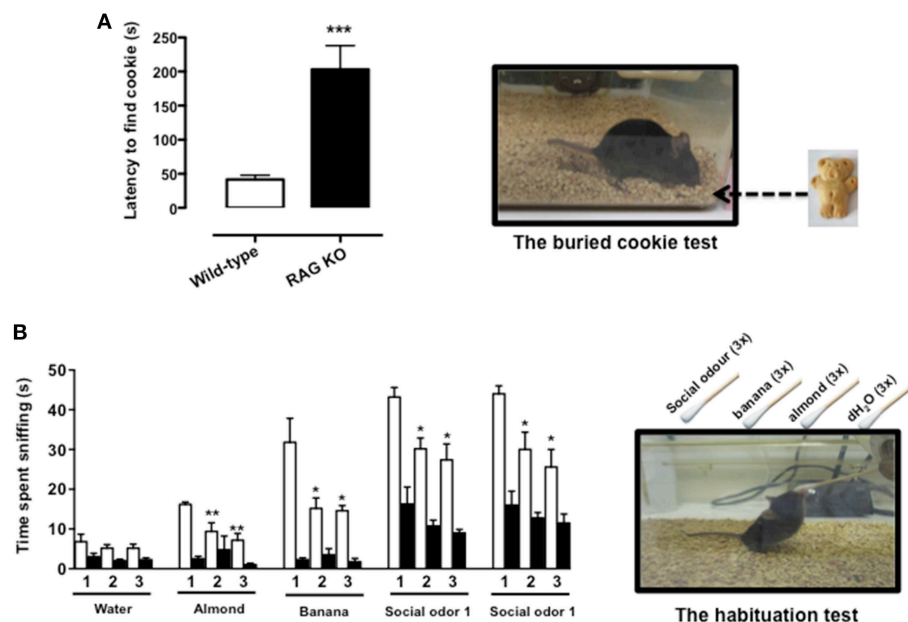 A
Latency to find cookie (s)
250
200
150
100
50
0
***
Wild-type
RAG KO
The buried cookie test
B
Time spent sniffing (s)
50
40
30
20
10
0
** **
* *
* *
* *
1 2 3
1 2 3
1 2 3
1 2 3
1 2 3
Water
Almond
Banana
Social odor 1
Social odor 1
Social odour (3x)
banana (3x)
almond (3x)
dH₂O (3x)
The habituation test